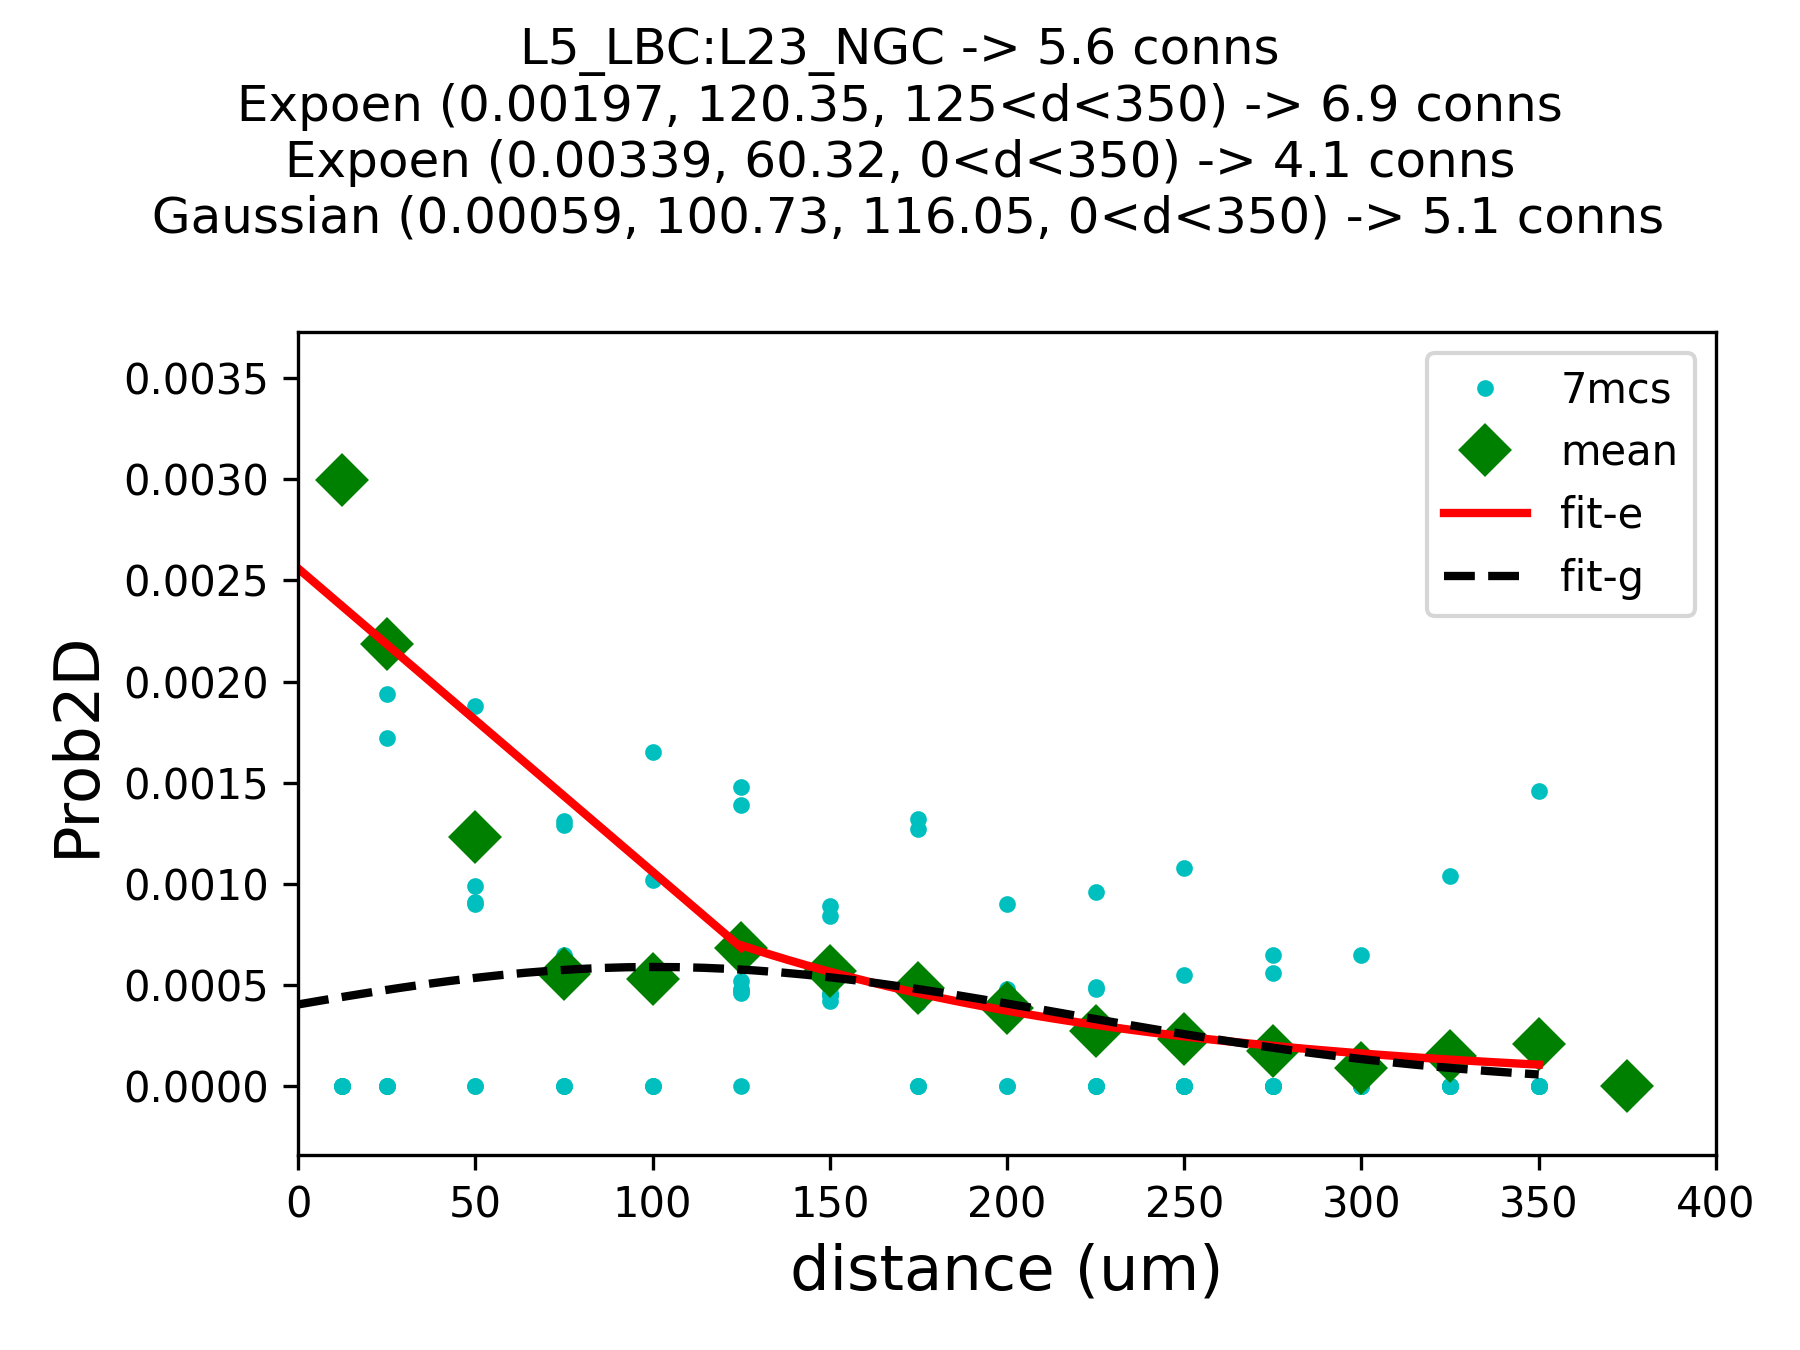 L5_LBC:L23_NGC -> 5.6 conns
Expoen (0.00197, 120.35, 125<d<350) -> 6.9 conns
Expoen (0.00339, 60.32, 0<d<350) -> 4.1 conns
Gaussian (0.00059, 100.73, 116.05, 0<d<350) -> 5.1 conns
0.0035
0.0030
0.0025
0.0020
0.0015
0.0010
0.0005
0.0000
Prob2D
7mcs
mean
fit-e
fit-g
0 50 100 150 200 250 300 350 400
distance (um)